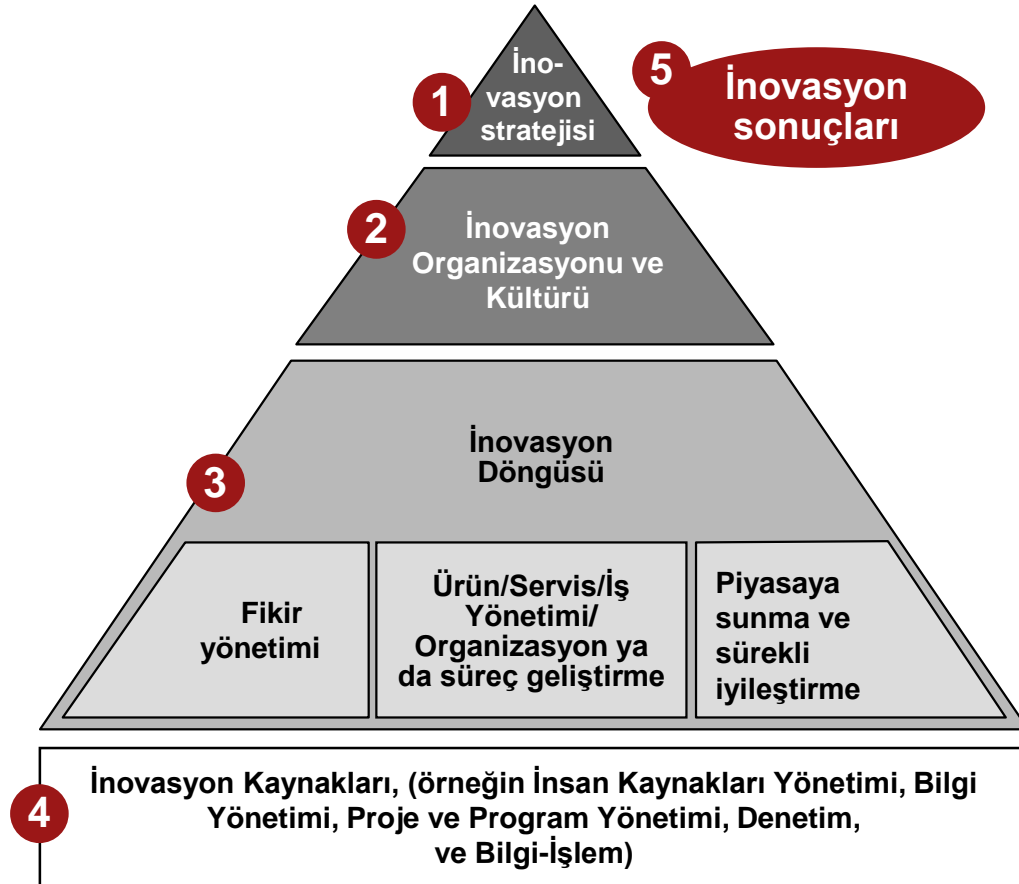 1
İno-
vasyon
stratejisi
5
İnovasyon
sonuçları
2
İnovasyon
Organizasyonu ve
Kültürü
3
İnovasyon
Döngüsü
Fikir
yönetimi
Ürün/Servis/İş
Yönetimi/
Organizasyon ya
da süreç geliştirme
Piyasaya
sunma ve
sürekli
iyileştirme
4
İnovasyon Kaynakları, (örneğin İnsan Kaynakları Yönetimi, Bilgi
Yönetimi, Proje ve Program Yönetimi, Denetim,
ve Bilgi-İşlem)